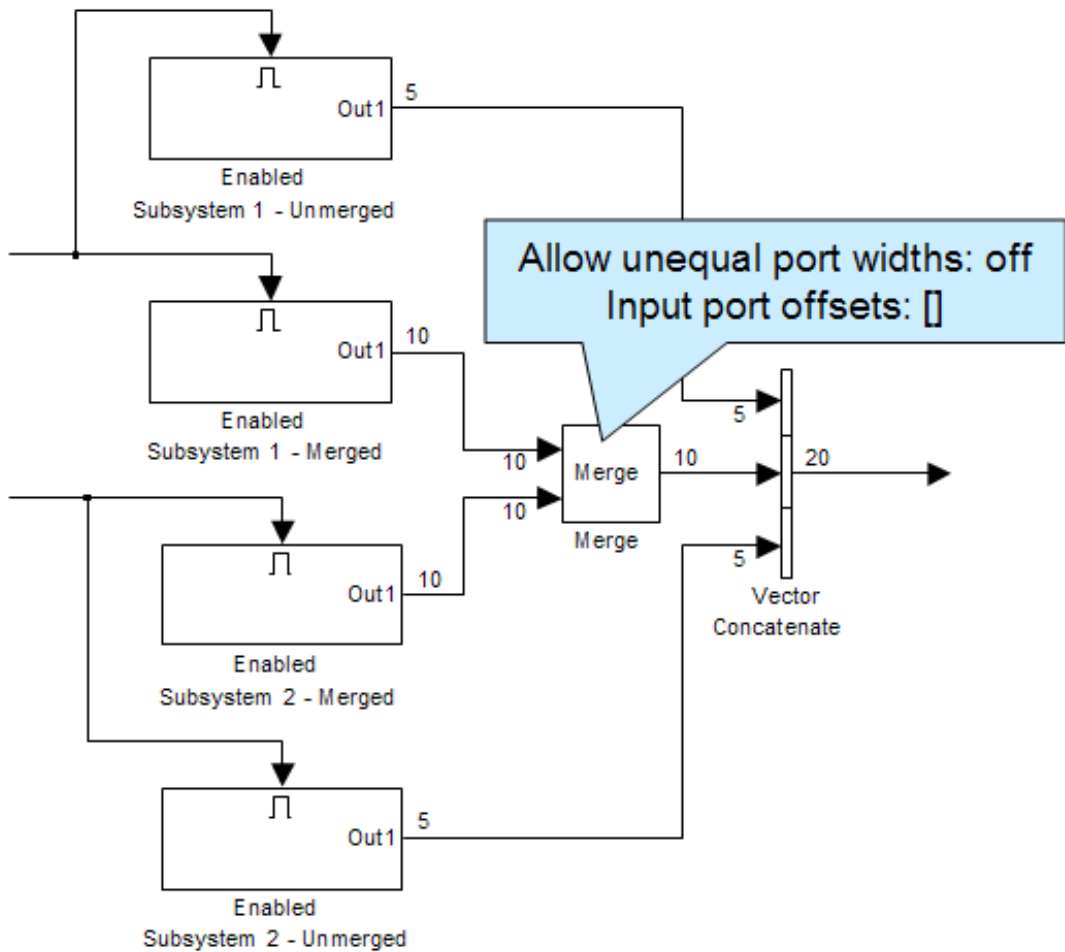 Out1
5
Enabled
Subsystem 1 - Unmerged
Allow unequal port widths: off
Input port offsets: []
Out1
10
Enabled
Subsystem 1 - Merged
10
10
Merge
10
Merge
5
20
5
Vector
Concatenate
Out1
10
Enabled
Subsystem 2 - Merged
Out1
5
Enabled
Subsystem 2 - Unmerged